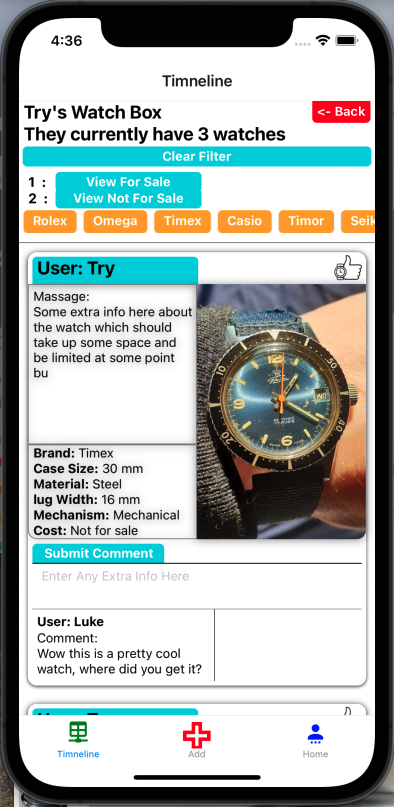 4:36
Timneline
Try's Watch Box
<- Back
They currently have 3 watches
Clear Filter
1 : View For Sale
2 : View Not For Sale
Rolex Omega Timex Casio Timor Seik
User: Try
Massage:
Some extra info here about
the watch which should
take up some space and
be limited at some point
bu
Brand: Timex
Case Size: 30 mm
Material: Steel
lug Width: 16 mm
Mechanism: Mechanical
Cost: Not for sale
10
50
20
40
Submit Comment
Enter Any Extra Info Here
User: Luke
Comment:
Wow this is a pretty cool
watch, where did you get it?
Timneline Add Home